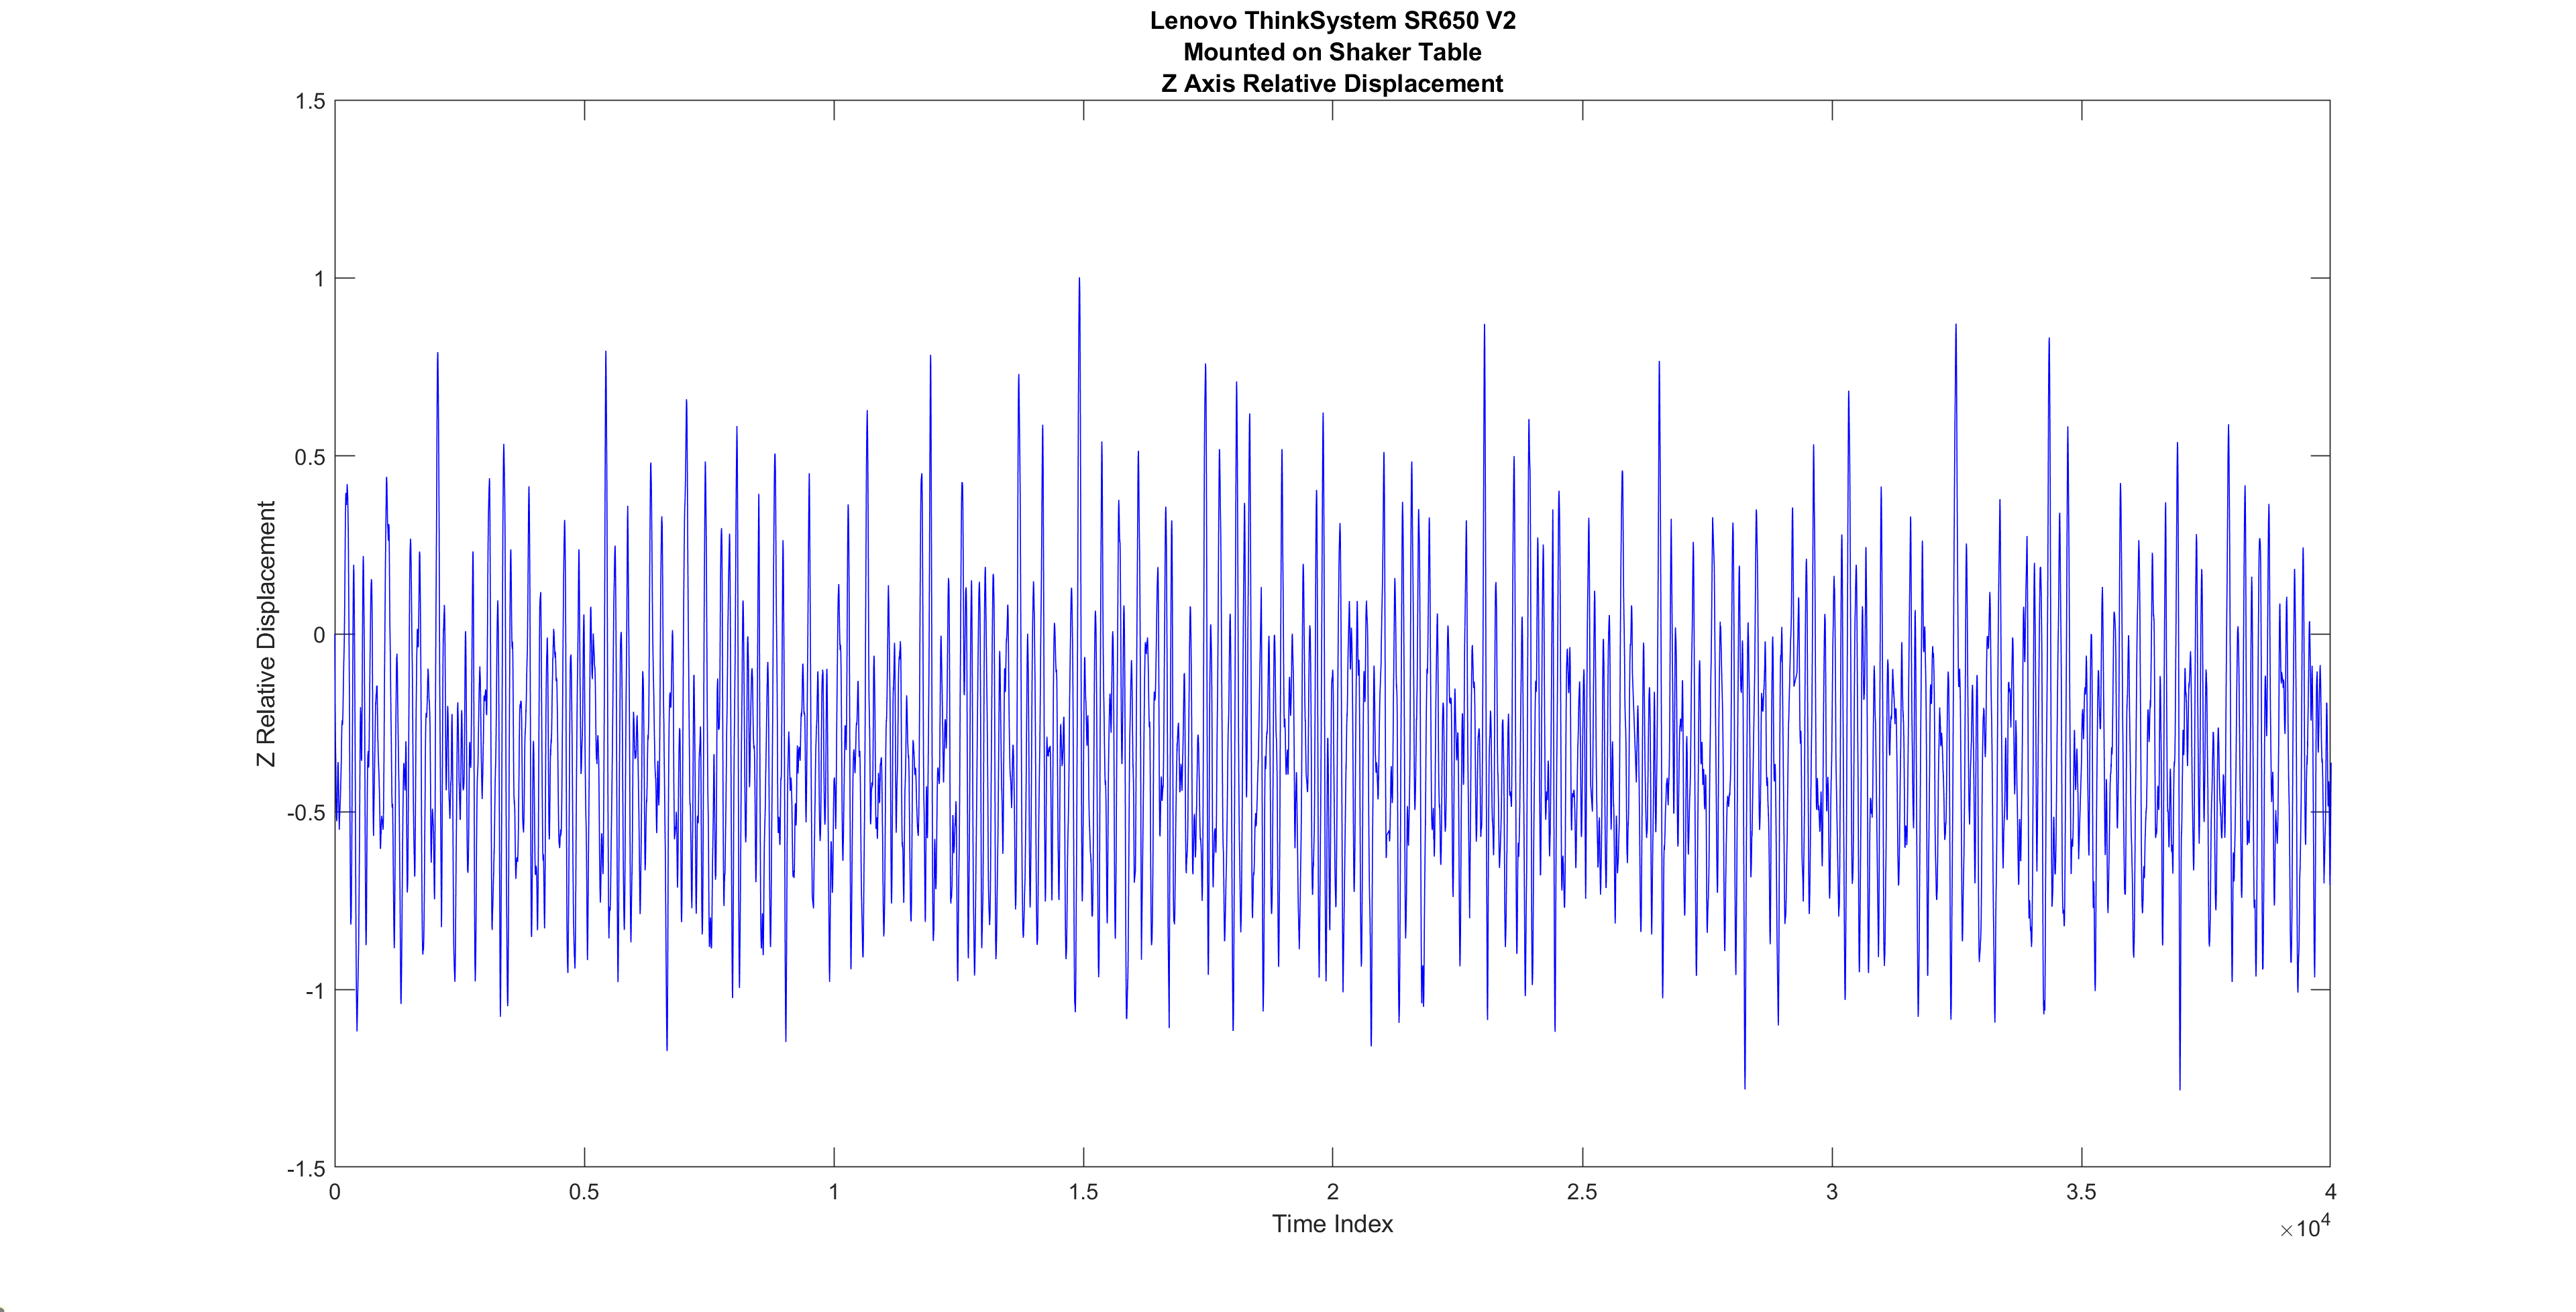 Lenovo ThinkSystem SR650 V2
Mounted on Shaker Table
Z Axis Relative Displacement
1.5
1
0.5
0
-0.5
-1
-1.5
Z Relative Displacement
0 0.5 1 1.5 2 2.5 3 3.5 4
Time Index
×10⁴